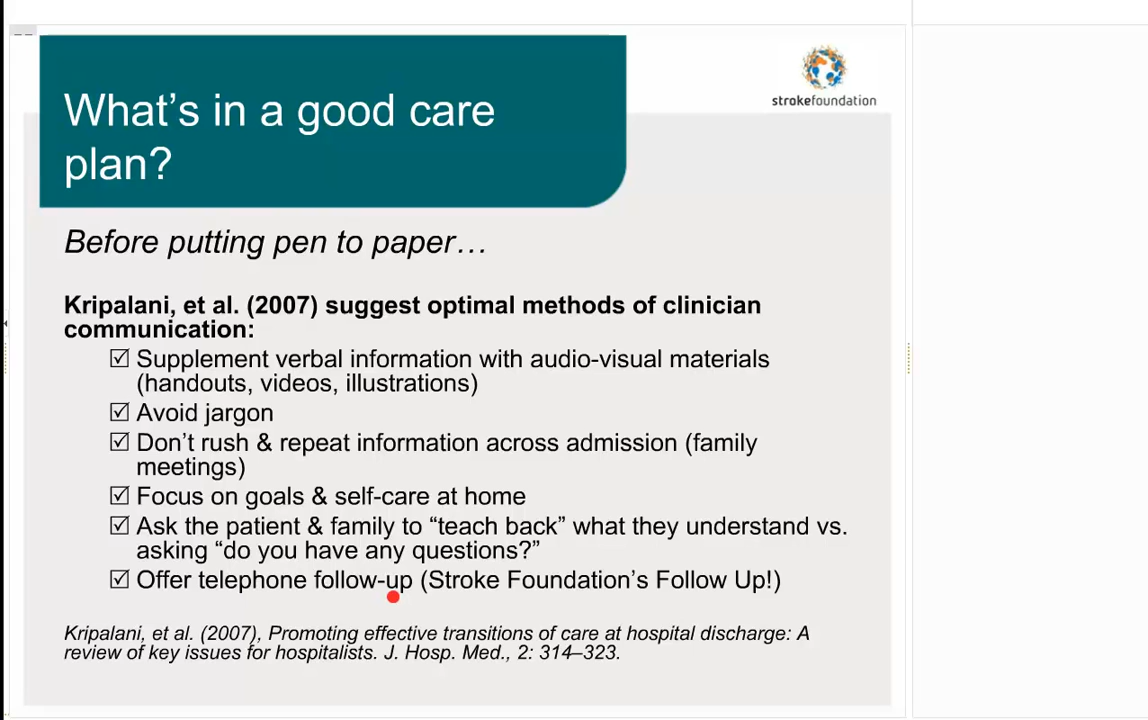 strokefoundation
What’s in a good care
plan?
Before putting pen to paper…
Kripalani, et al. (2007) suggest optimal methods of clinician
communication:
☑ Supplement verbal information with audio-visual materials
(handouts, videos, illustrations)
☑ Avoid jargon
☑ Don’t rush & repeat information across admission (family
meetings)
☑ Focus on goals & self-care at home
☑ Ask the patient & family to “teach back” what they understand vs.
asking “do you have any questions?”
☑ Offer telephone follow-up (Stroke Foundation’s Follow Up!)
Kripalani, et al. (2007), Promoting effective transitions of care at hospital discharge: A
review of key issues for hospitalists. J. Hosp. Med., 2: 314–323.